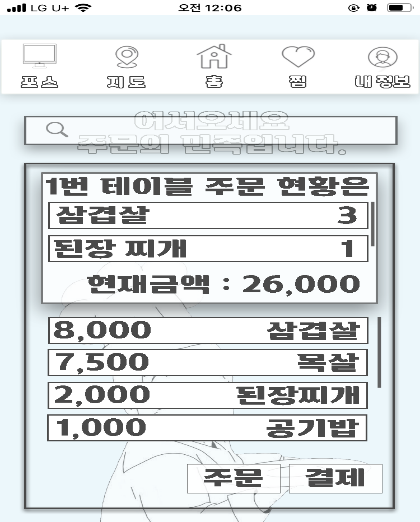 LG U+ 오전 12:06
포스 지도 홈 찜 내정보
어서오세요
주문의 민족입니다.
1번 테이블 주문 현황은
삼겹살 3
된장 찌개 1
현재금액 : 26,000
8,000 삼겹살
7,500 목살
2,000 된장찌개
1,000 공기밥
주문 결제